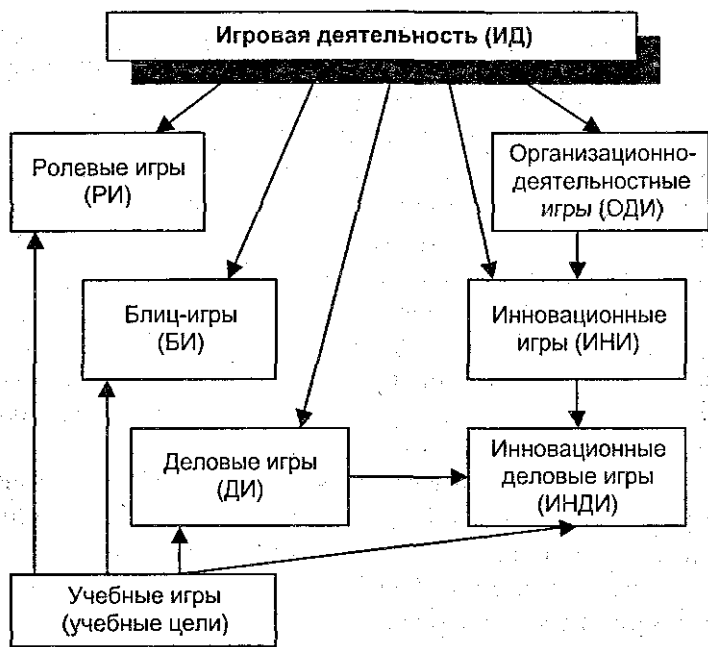 Игровая деятельность (ИД)
Ролевые игры
(РИ)
Организационно-
деятельностные
игры (ОДИ)
Блиц-игры
(БИ)
Инновационные
игры (ИНИ)
Деловые игры
(ДИ)
Инновационные
деловые игры
(ИНДИ)
Учебные игры
(учебные цели)